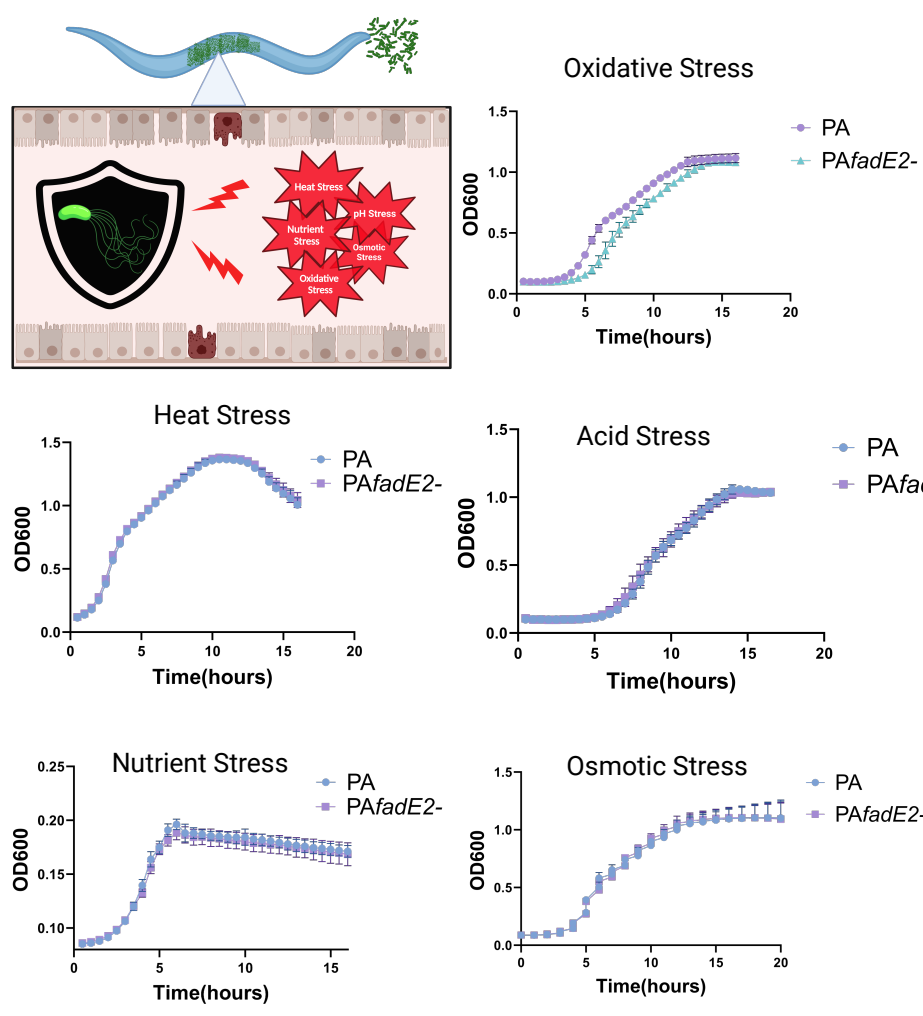 Heat Stress
pH Stress
Nutrient
Stress
Osmotic
Stress
Oxidative
Stress
Oxidative Stress
PA
PAfadE2-
1.5
1.0
0.5
0.0
OD600
0 5 10 15 20
Time(hours)
Heat Stress
PA
PAfadE2-
1.5
1.0
0.5
0.0
OD600
0 5 10 15 20
Time(hours)
Acid Stress
PA
PAfad
1.5
1.0
0.5
0.0
OD600
0 5 10 15 20
Time(hours)
Nutrient Stress
PA
PAfadE2-
0.25
0.20
0.15
0.10
OD600
0 5 10 15
Time(hours)
Osmotic Stress
PA
PAfadE2-
1.5
1.0
0.5
0.0
OD600
0 5 10 15 20
Time(hours)